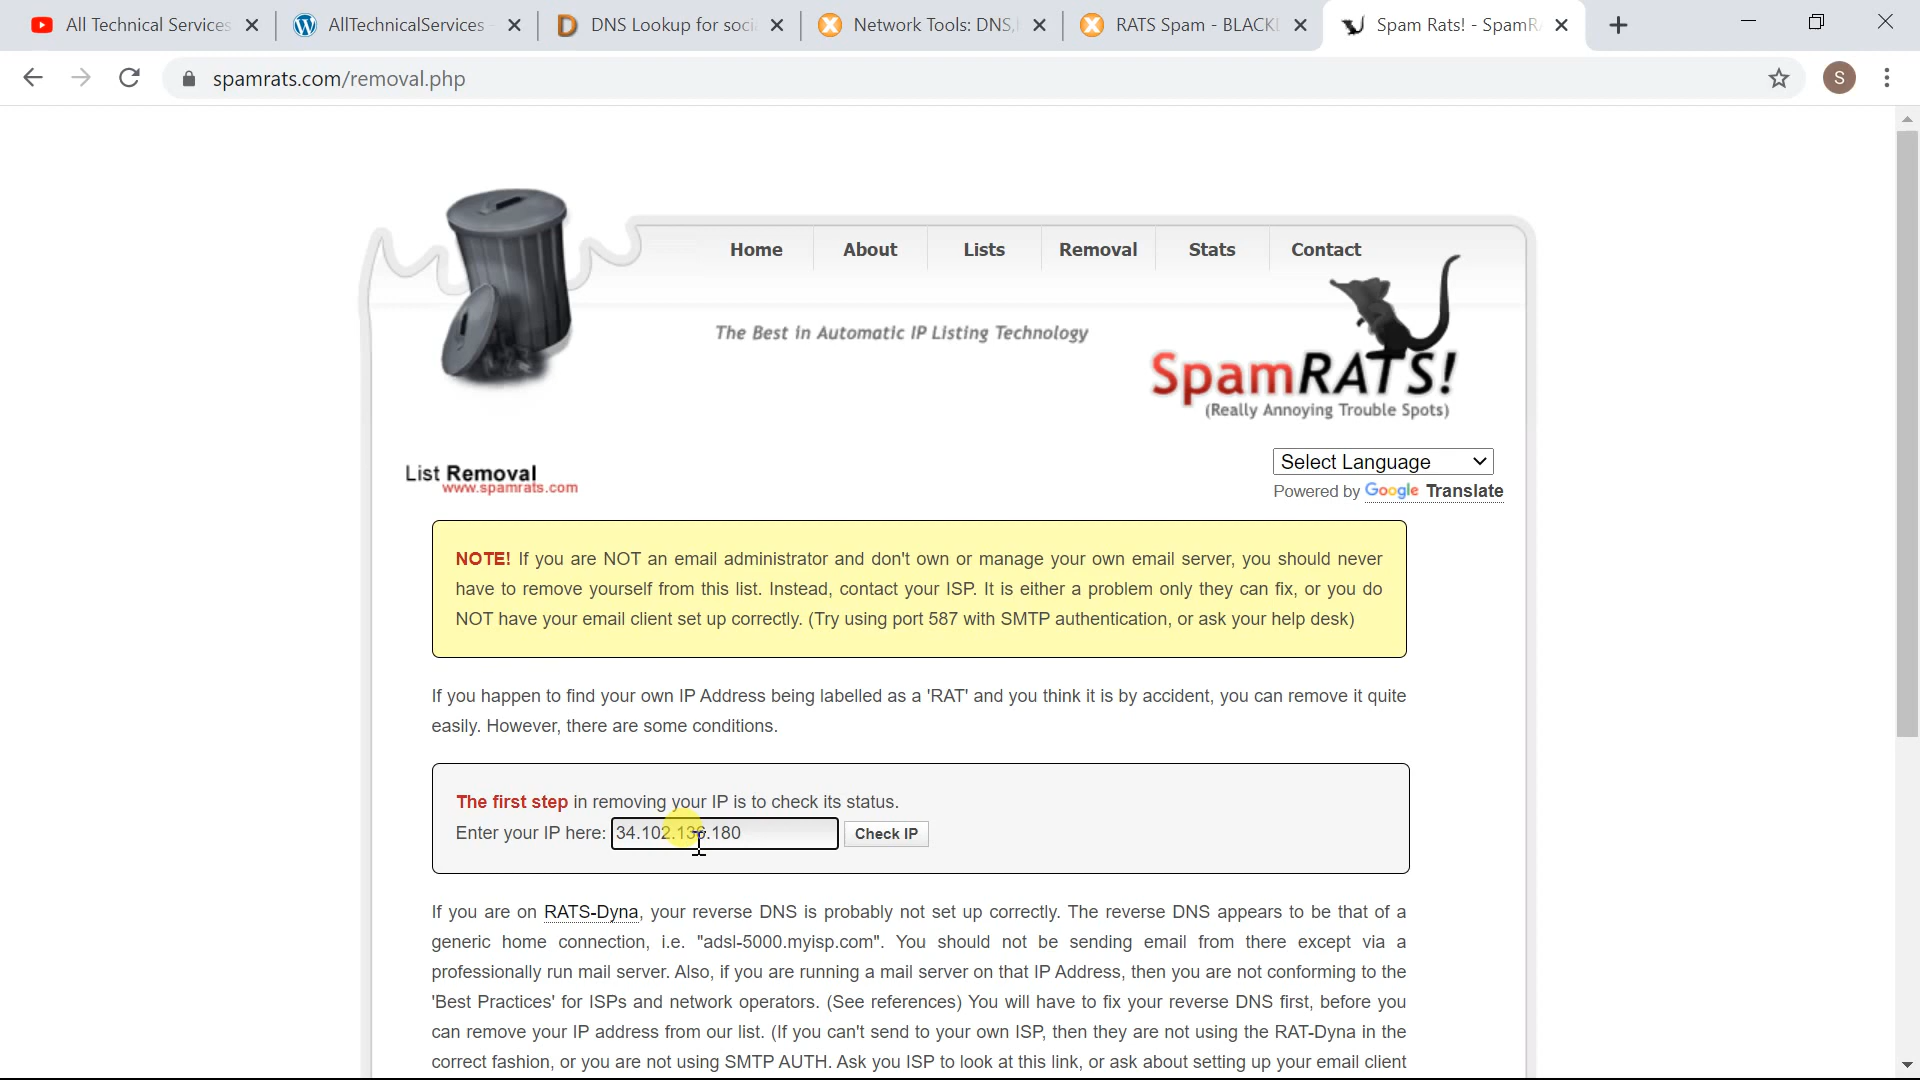 All Technical Services
AllTechnicalServices -
DNS Lookup for soci
Network Tools: DNS,
RATS Spam - BLACKL
Spam Rats! - SpamR
spamrats.com/removal.php
S
Home
About
Lists
Removal
Stats
Contact
The Best in Automatic IP Listing Technology
SpamRATS!
(Really Annoying Trouble Spots)
List Removal
www.spamrats.com
Select Language
Powered by Google Translate
NOTE! If you are NOT an email administrator and don't own or manage your own email server, you should never
have to remove yourself from this list. Instead, contact your ISP. It is either a problem only they can fix, or you do
NOT have your email client set up correctly. (Try using port 587 with SMTP authentication, or ask your help desk)
If you happen to find your own IP Address being labelled as a 'RAT' and you think it is by accident, you can remove it quite
easily. However, there are some conditions.
The first step in removing your IP is to check its status.
Enter your IP here: 34.102.136.180 Check IP
If you are on RATS-Dyna, your reverse DNS is probably not set up correctly. The reverse DNS appears to be that of a
generic home connection, i.e. "adsl-5000.myisp.com". You should not be sending email from there except via a
professionally run mail server. Also, if you are running a mail server on that IP Address, then you are not conforming to the
'Best Practices' for ISPs and network operators. (See references) You will have to fix your reverse DNS first, before you
can remove your IP address from our list. (If you can't send to your own ISP, then they are not using the RAT-Dyna in the
correct fashion, or you are not using SMTP AUTH. Ask you ISP to look at this link, or ask about setting up your email client